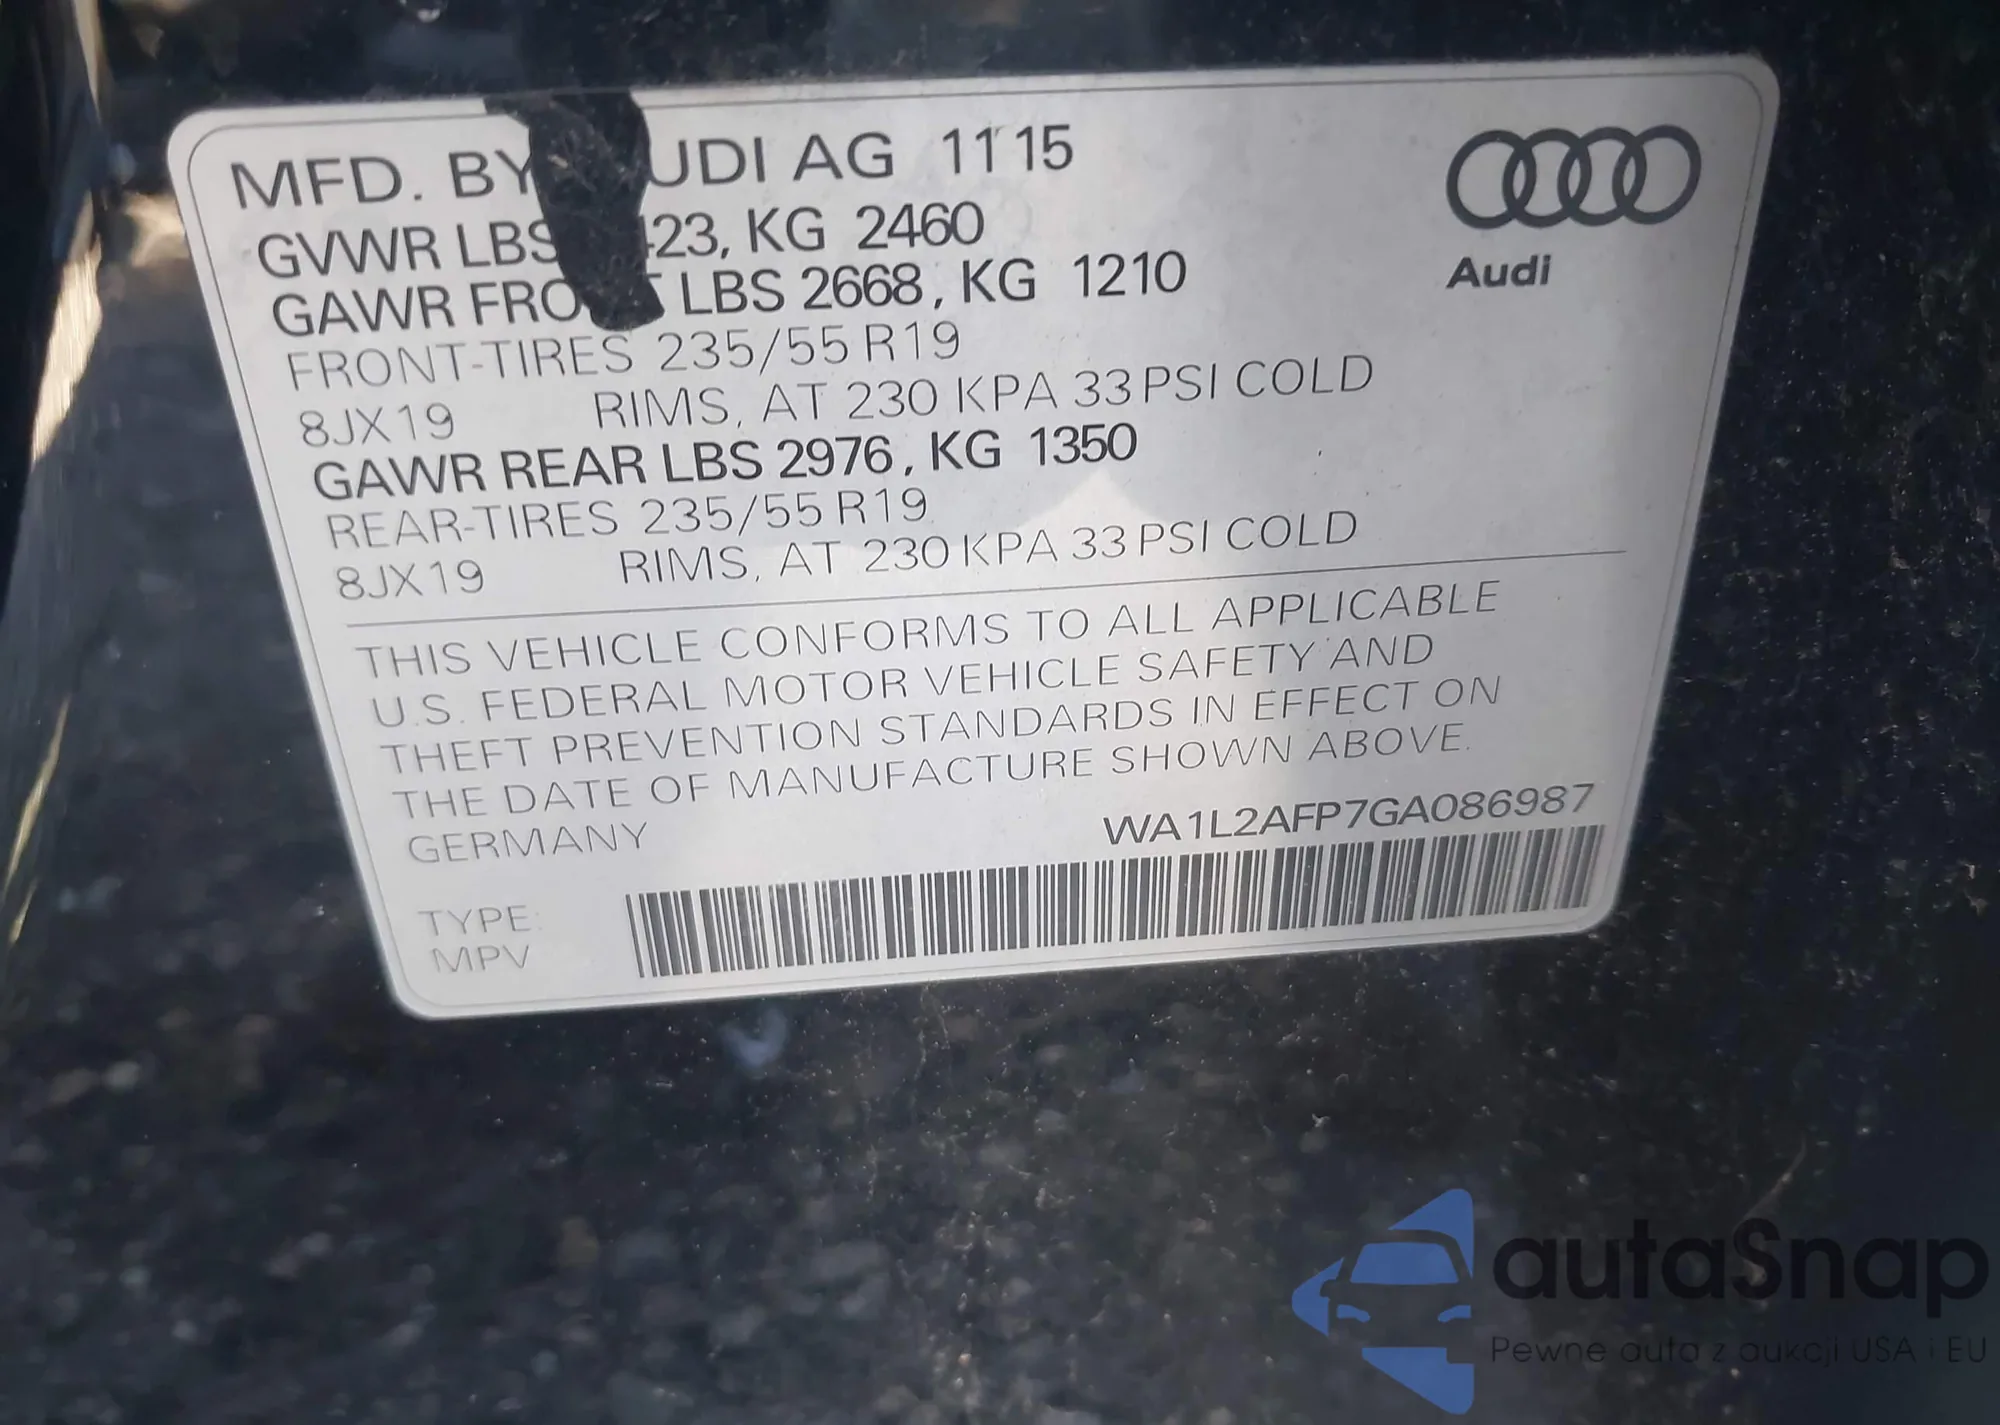 MFD. BY UDI AG 11 15
GVWR LBS 423, KG 2460
GAWR FRO T LBS 2668, KG 1210
FRONT-TIRES 235/55 R19
8JX19 RIMS, AT 230 KPA 33 PSI COLD
GAWR REAR LBS 2976, KG 1350
REAR-TIRES 235/55 R19
8JX19 RIMS, AT 230 KPA 33 PSI COLD
THIS VEHICLE CONFORMS TO ALL APPLICABLE
U.S. FEDERAL MOTOR VEHICLE SAFETY AND
THEFT PREVENTION STANDARDS IN EFFECT ON
THE DATE OF MANUFACTURE SHOWN ABOVE.
GERMANY WA1L2AFP7GA086987
TYPE:
MPV
Audi
autaSnap
Pewne auta z aukcji USA i EU